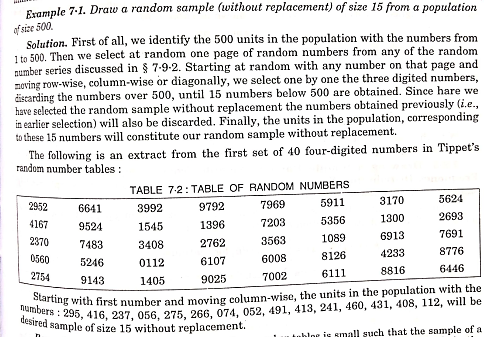 Example 7·1. Draw a random sample (without replacement) of size 15 from a population
of size 500.
Solution. First of all, we identify the 500 units in the population with the numbers from
1 to 500. Then we select at random one page of random numbers from any of the random
number series discussed in § 7·9·2. Starting at random with any number on that page and
moving row-wise, column-wise or diagonally, we select one by one the three digited numbers,
discarding the numbers over 500, until 15 numbers below 500 are obtained. Since here we
have selected the random sample without replacement the numbers obtained previously (i.e.,
in earlier selection) will also be discarded. Finally, the units in the population, corresponding
to these 15 numbers will constitute our random sample without replacement.
The following is an extract from the first set of 40 four-digited numbers in Tippet's
random number tables :
TABLE 7·2 : TABLE OF RANDOM NUMBERS
2952 6641 3992 9792 7969 5911 3170 5624
4167 9524 1545 1396 7203 5356 1300 2693
2370 7483 3408 2762 3563 1089 6913 7691
0560 5246 0112 6107 6008 8126 4233 8776
2754 9143 1405 9025 7002 6111 8816 6446
Starting with first number and moving column-wise, the units in the population with the
numbers : 295, 416, 237, 056, 275, 266, 074, 052, 491, 413, 241, 460, 431, 408, 112, will be
desired sample of size 15 without replacement.
is small such that the sample of a